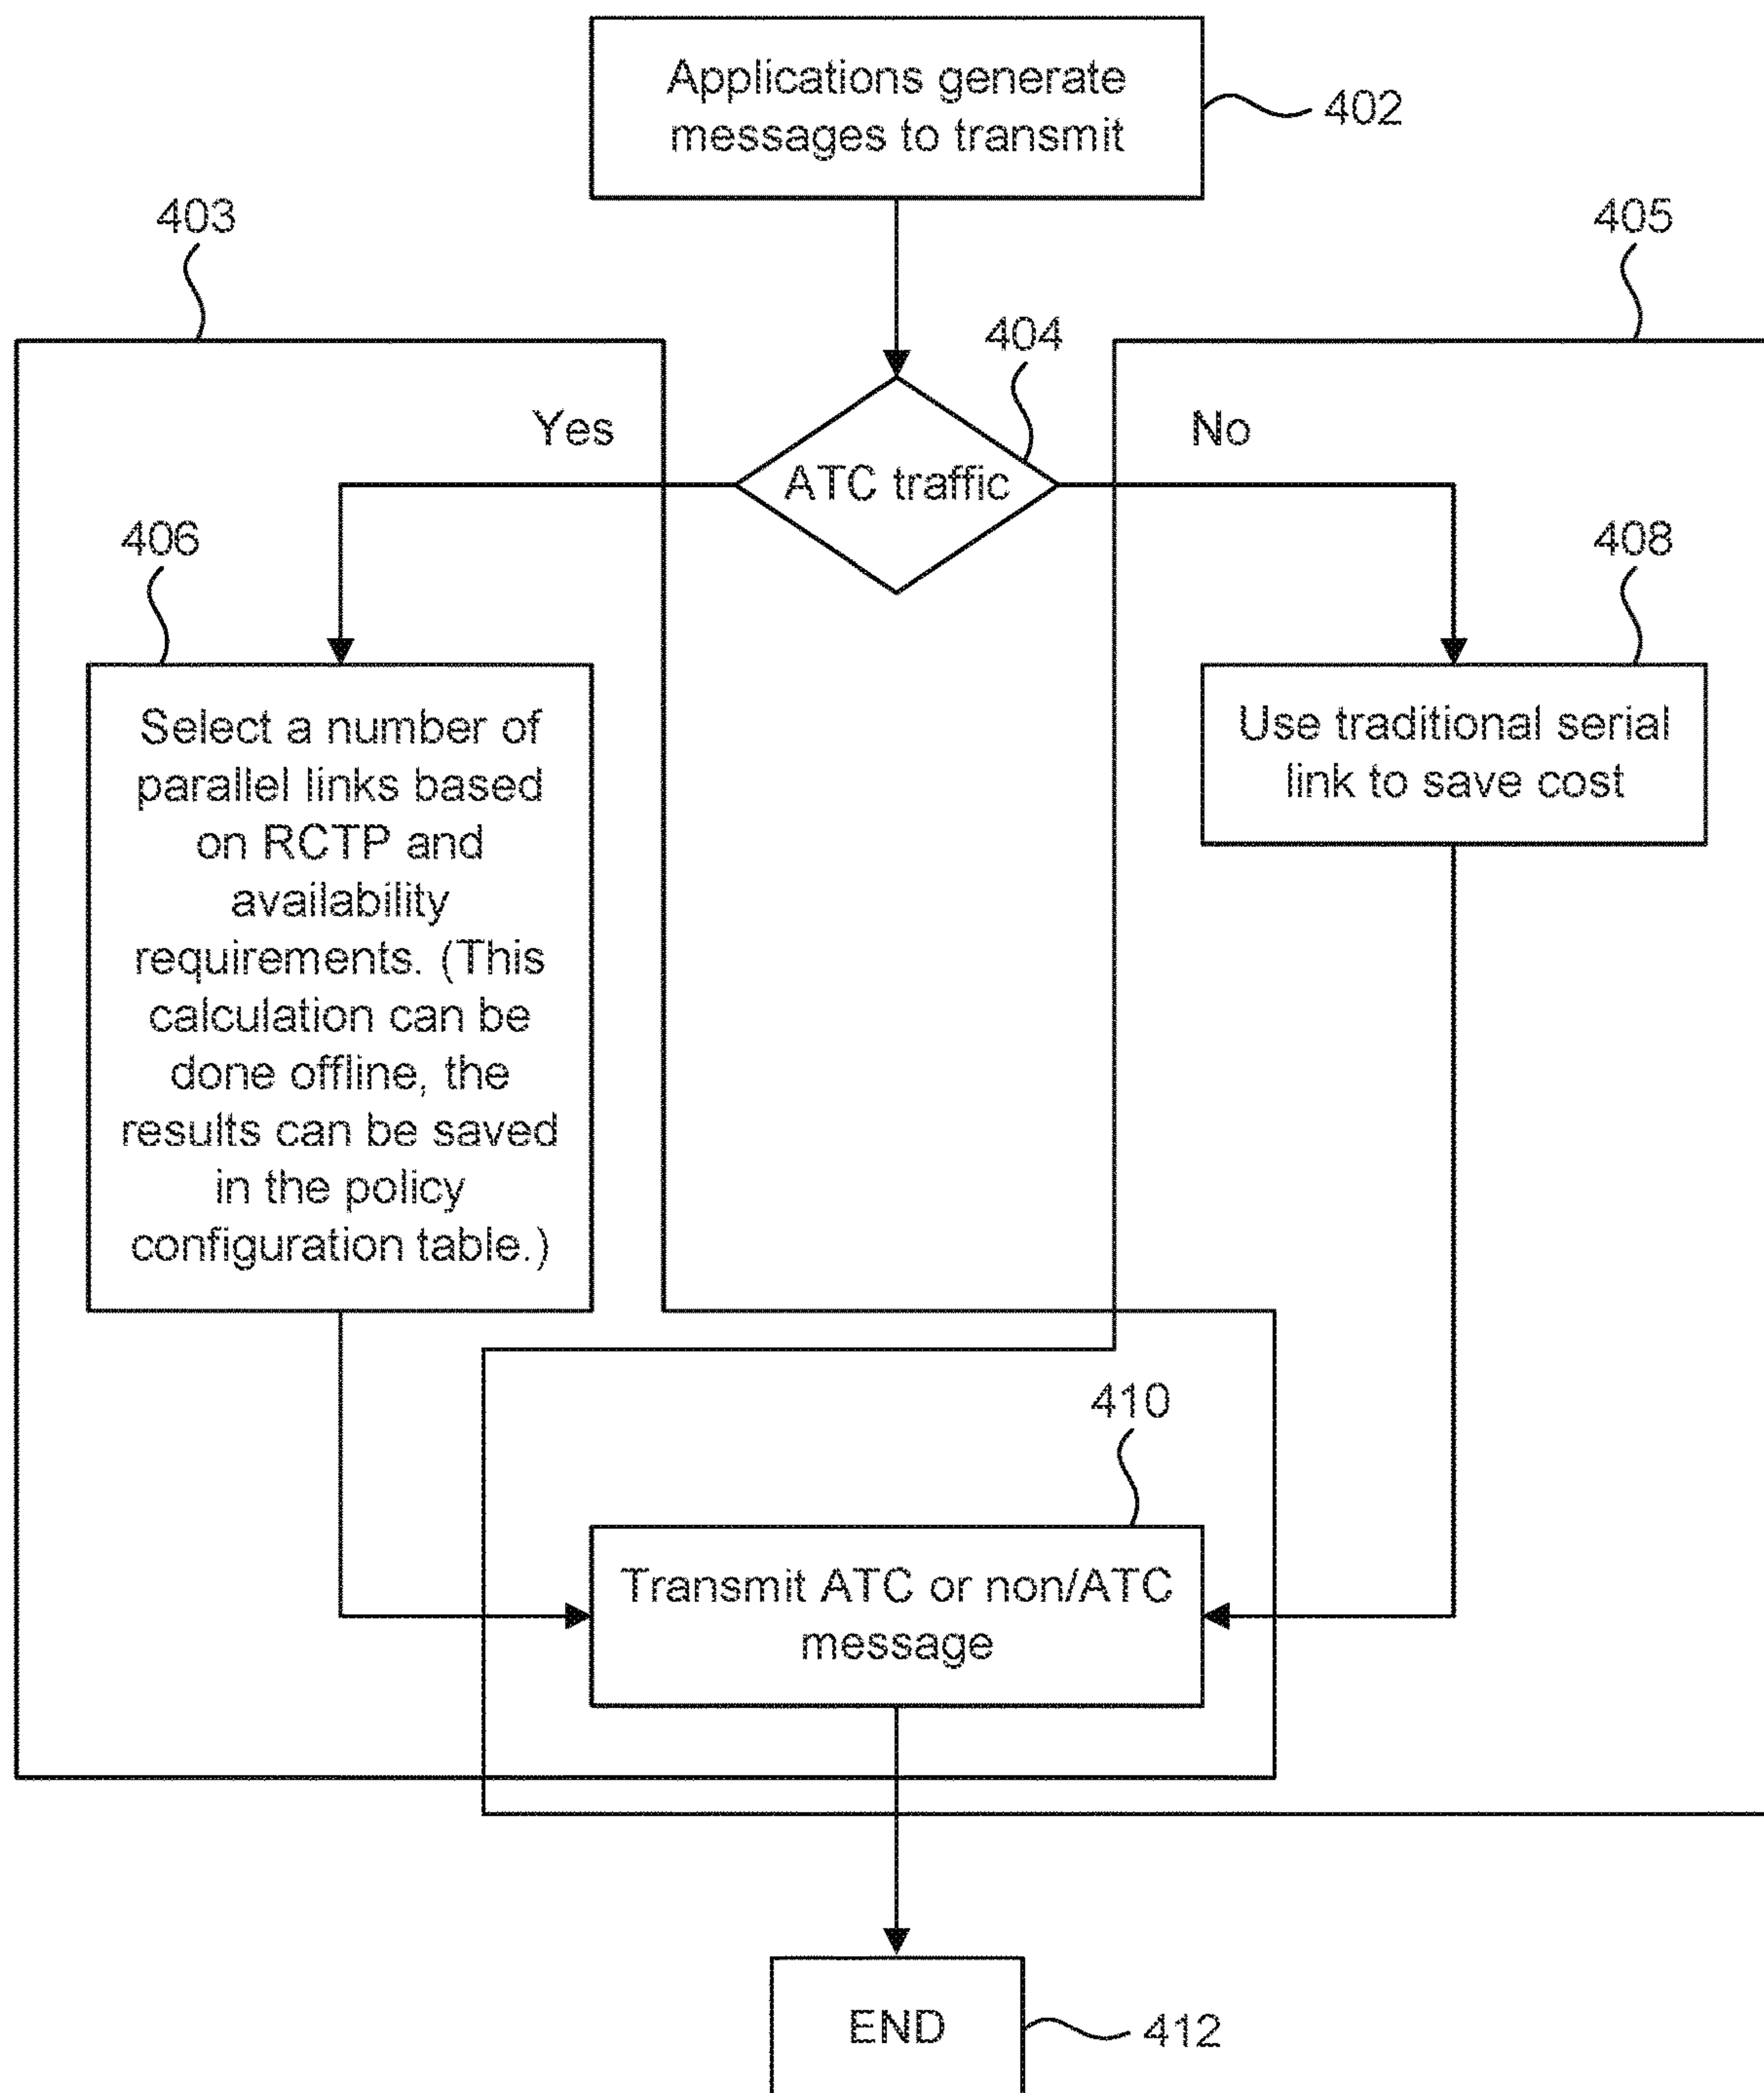 Applications generate
messages to transmit
402
403
405
404
Yes
No
ATC traffic
406
408
Select a number of
parallel links based
on RCTP and
availability
requirements. (This
calculation can be
done offline, the
results can be saved
in the policy
configuration table.)
Use traditional serial
link to save cost
410
Transmit ATC or non/ATC
message
END
412